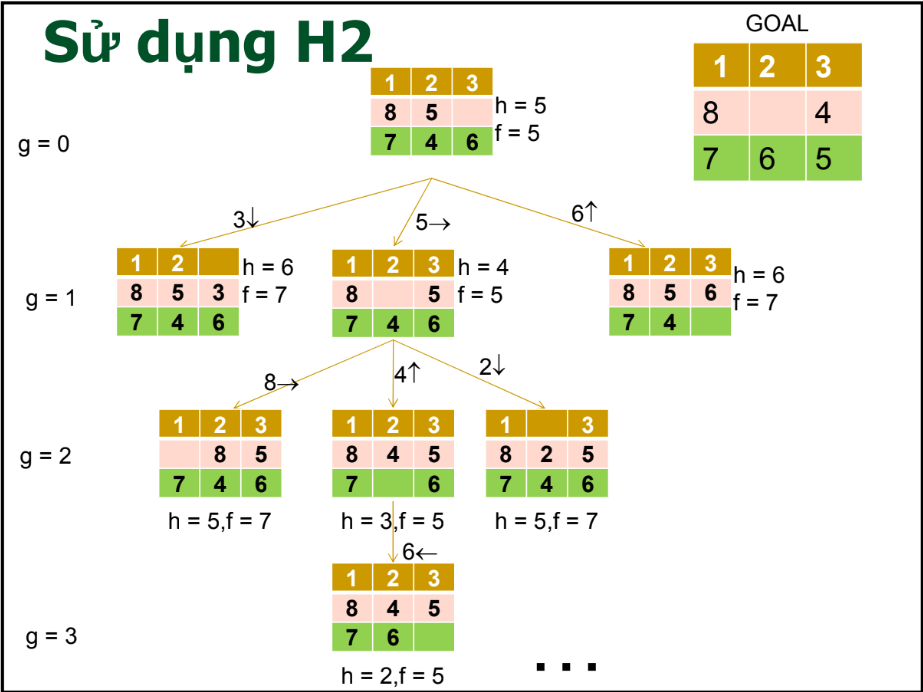 Sử dụng H2
GOAL
1 2 3
8 4
7 6 5
1 2 3
8 5
7 4 6
h = 5
f = 5
g = 0
3↓
5→
6↑
g = 1
1 2
8 5 3
7 4 6
h = 6
f = 7
1 2 3
8 5
7 4 6
h = 4
f = 5
1 2 3
8 5 6
7 4
h = 6
f = 7
8→
4↑
2↓
g = 2
1 2 3
8 5
7 4 6
h = 5,f = 7
1 2 3
8 4 5
7 6
h = 3,f = 5
1 3
8 2 5
7 4 6
h = 5,f = 7
6←
g = 3
1 2 3
8 4 5
7 6
h = 2,f = 5
...